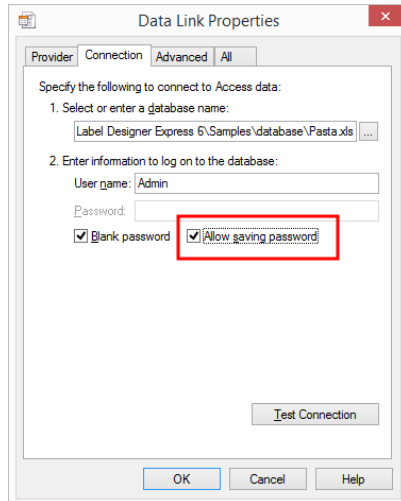 Data Link Properties
Provider Connection Advanced All
Specify the following to connect to Access data:
1. Select or enter a database name:
Label Designer Express 6\Samples\database\Pasta.xls ...
2. Enter information to log on to the database:
User name: Admin
Password:
Blank password Allow saving password
Test Connection
OK Cancel Help